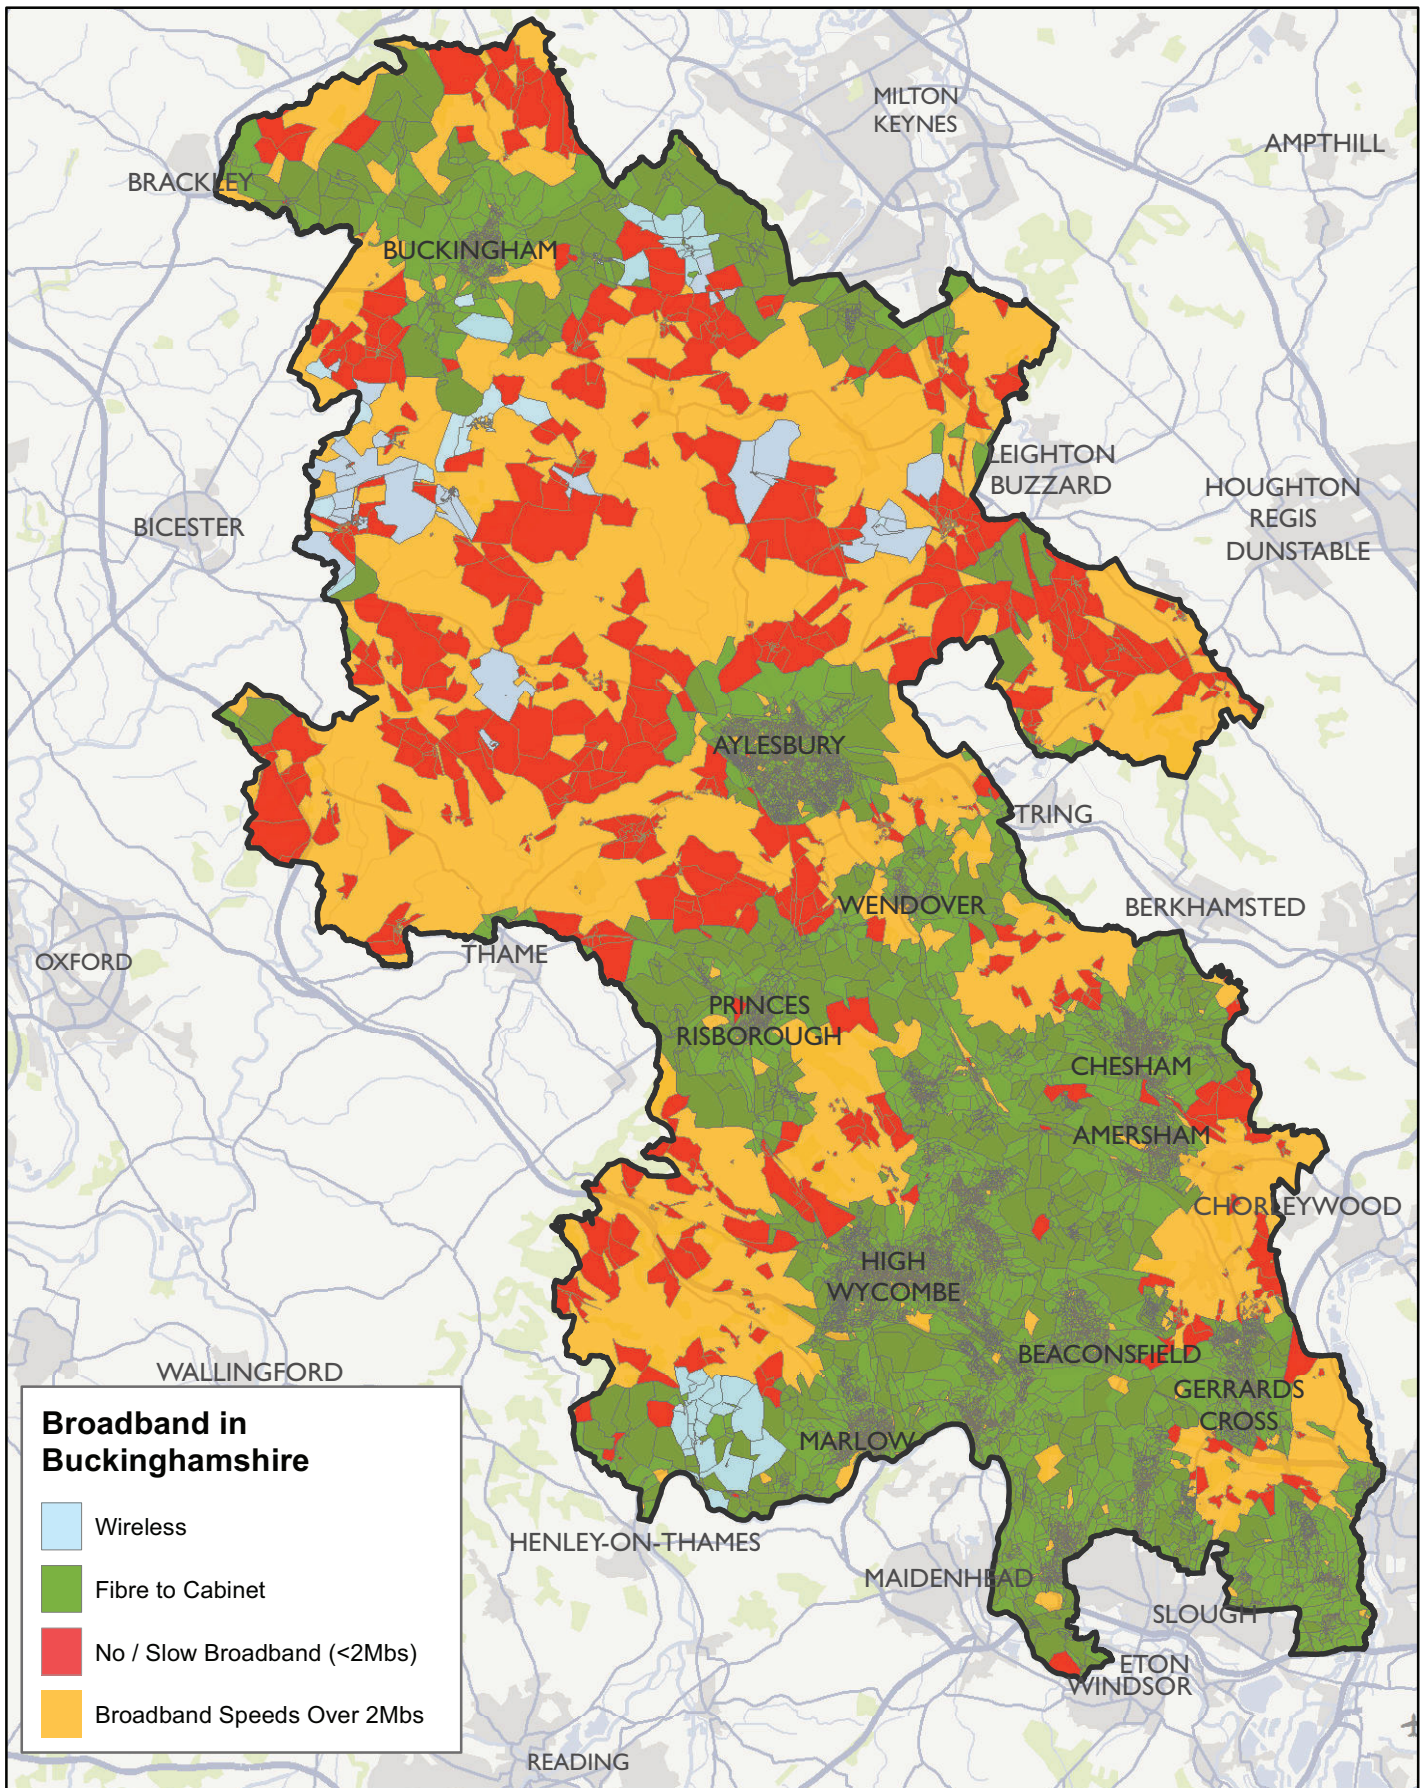 MILTON
KEYNES
AMPTHILL
BRACKLEY
BUCKINGHAM
LEIGHTON
BUZZARD
HOUGHTON
REGIS
DUNSTABLE
BICESTER
AYLESBURY
TRING
WENDOVER
BERKHAMSTED
OXFORD
THAME
PRINCES
RISBOROUGH
CHESHAM
AMERSHAM
CHORLEYWOOD
HIGH
WYCOMBE
BEACONSFIELD
WALLINGFORD
GERRARDS
CROSS
MARLOW
HENLEY-ON-THAMES
MAIDENHEAD
SLOUGH
ETON
WINDSOR
READING
Broadband in
Buckinghamshire
Wireless
Fibre to Cabinet
No / Slow Broadband (<2Mbs)
Broadband Speeds Over 2Mbs